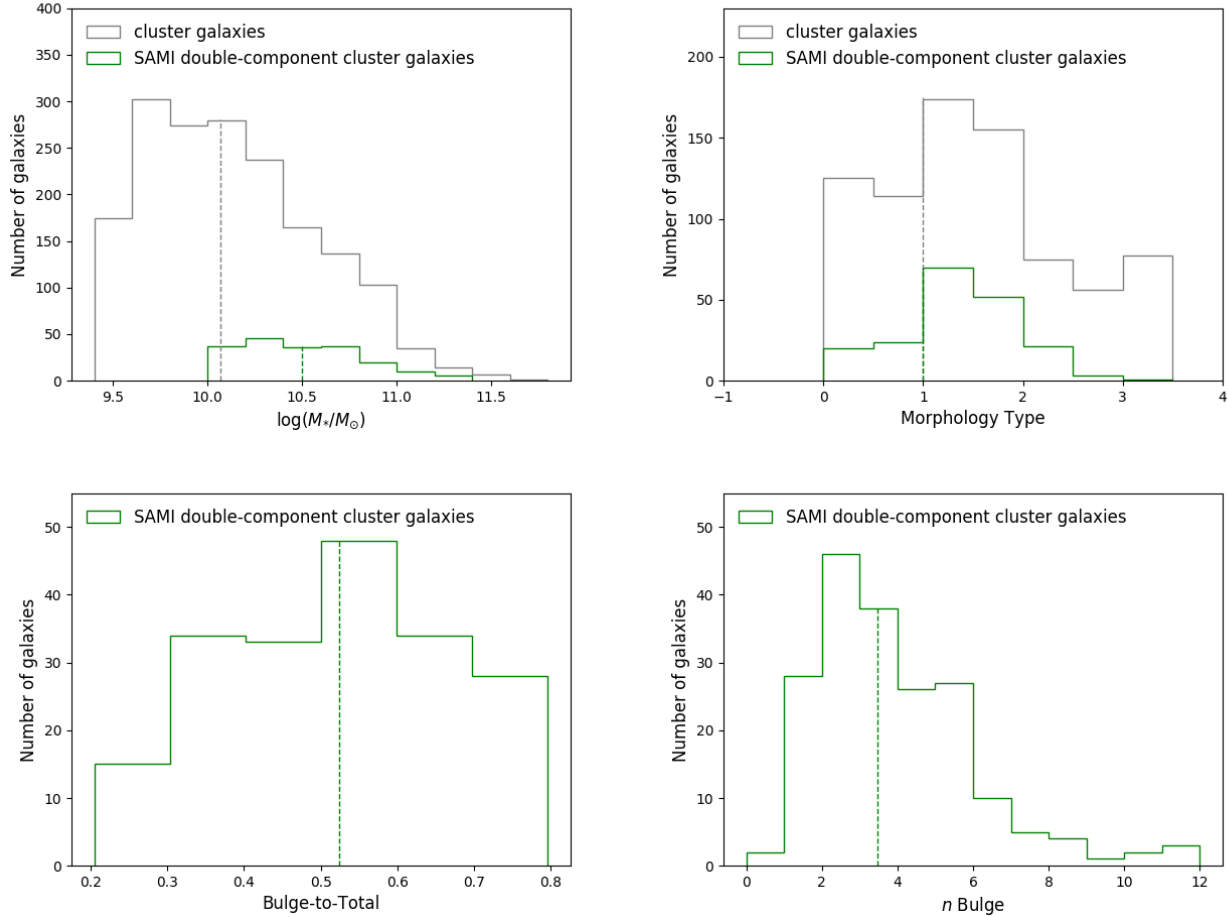 400
350
300
250
200
150
100
50
0
Number of galaxies
cluster galaxies
SAMI double-component cluster galaxies
9.5 10.0 10.5 11.0 11.5
log(M*/M⊙)
200
150
100
50
0
Number of galaxies
cluster galaxies
SAMI double-component cluster galaxies
−1 0 1 2 3 4
Morphology Type
50
40
30
20
10
0
Number of galaxies
SAMI double-component cluster galaxies
0.2 0.3 0.4 0.5 0.6 0.7 0.8
Bulge-to-Total
50
40
30
20
10
0
Number of galaxies
SAMI double-component cluster galaxies
0 2 4 6 8 10 12
n Bulge